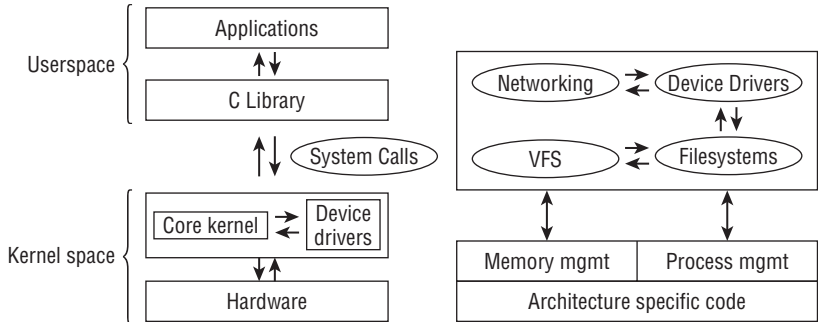 Applications
Userspace
C Library
System Calls
Core kernel
Device
drivers
Kernel space
Hardware
Networking
Device Drivers
VFS
Filesystems
Memory mgmt
Process mgmt
Architecture specific code